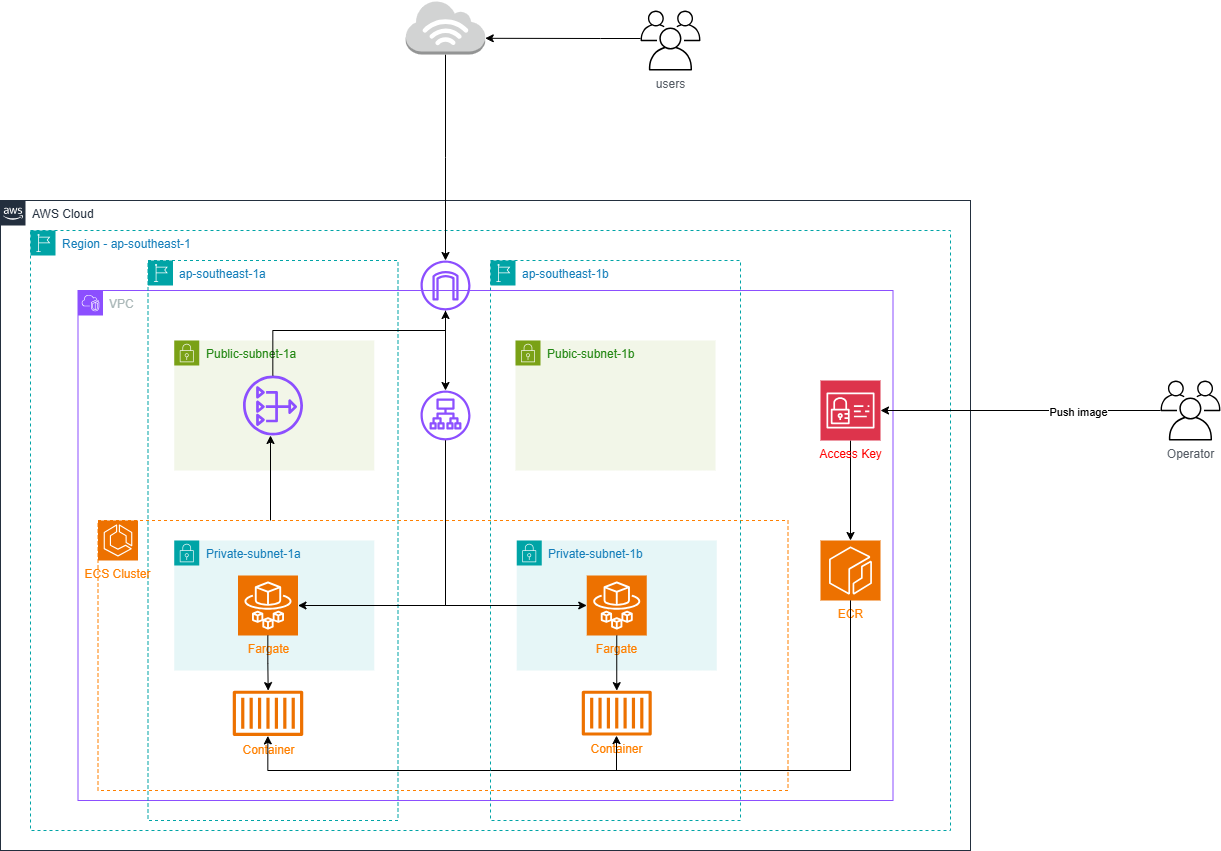 users
aws
AWS Cloud
Region - ap-southeast-1
ap-southeast-1a
ap-southeast-1b
VPC
Public-subnet-1a
Pubic-subnet-1b
Push image
Access Key
Operator
ECS Cluster
Private-subnet-1a
Private-subnet-1b
ECR
Fargate
Fargate
Container
Container